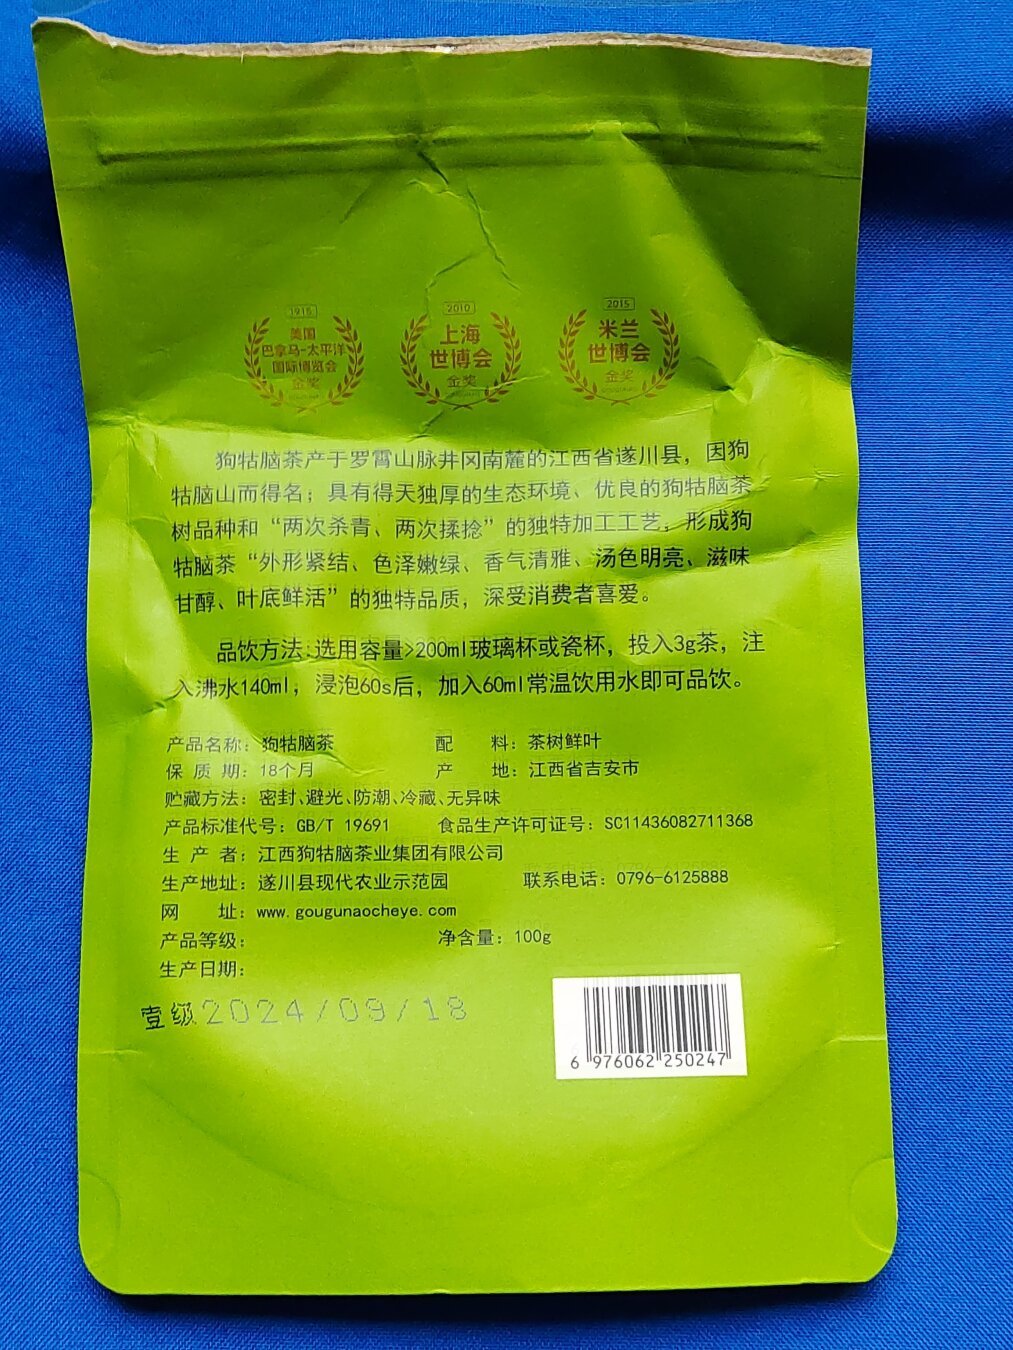 1915
美国
巴拿马-太平洋
国际博览会
金奖
2010
上海
世博会
金奖
2015
米兰
世博会
金奖
狗牯脑茶产于罗霄山脉井冈南麓的江西省遂川县，因狗
牯脑山而得名；具有得天独厚的生态环境、优良的狗牯脑茶
树品种和“两次杀青、两次揉捻”的独特加工工艺，形成狗
牯脑茶“外形紧结、色泽嫩绿、香气清雅、汤色明亮、滋味
甘醇、叶底鲜活”的独特品质，深受消费者喜爱。
品饮方法:选用容量>200ml玻璃杯或瓷杯，投入3g茶，注
入沸水140ml，浸泡60s后，加入60ml常温饮用水即可品饮。
产品名称：狗牯脑茶 配 料：茶树鲜叶
保 质 期：18个月 产 地：江西省吉安市
贮藏方法：密封、避光、防潮、冷藏、无异味
产品标准代号：GB/T 19691 食品生产许可证号：SC11436082711368
生 产 者：江西狗牯脑茶业集团有限公司
生产地址：遂川县现代农业示范园 联系电话：0796-6125888
网 址：www.gougunaocheye.com
产品等级： 净含量：100g
生产日期：
壹级2024/09/18
6 976062 250247